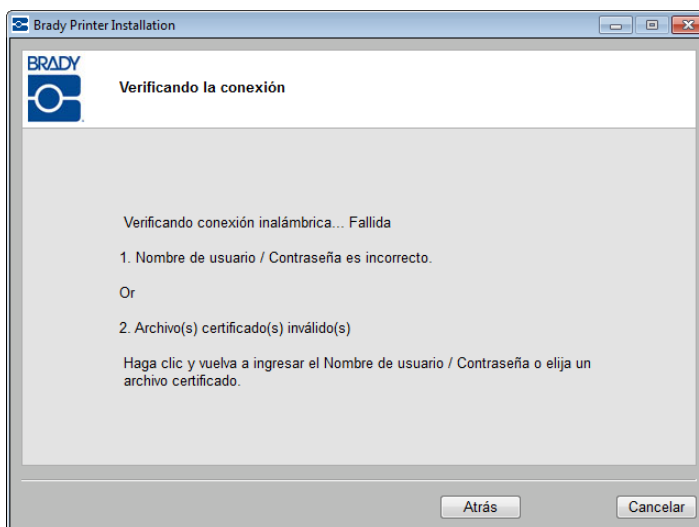 Brady Printer Installation
BRADY
Verificando la conexión
Verificando conexión inalámbrica... Fallida
1. Nombre de usuario / Contraseña es incorrecto.
Or
2. Archivo(s) certificado(s) inválido(s)
Haga clic y vuelva a ingresar el Nombre de usuario / Contraseña o elija un
archivo certificado.
Atrás
Cancelar